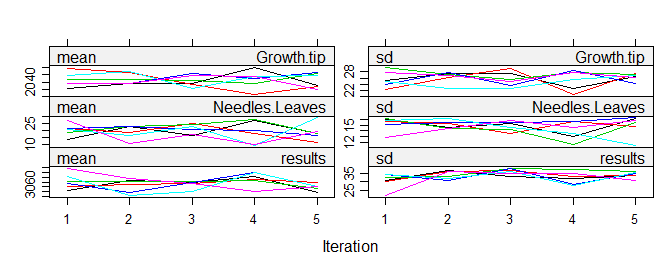 mean Growth.tip sd Growth.tip
20 40 22 28
mean Needles.Leaves sd Needles.Leaves
10 25 12 15
mean results sd results
30 60 25 35
1 2 3 4 5 1 2 3 4 5
Iteration